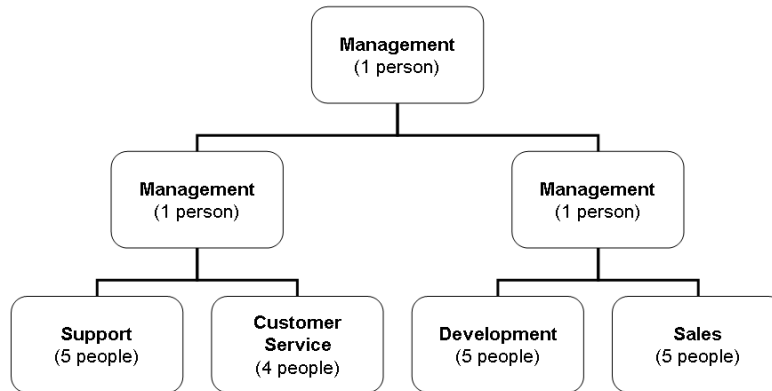 Management
(1 person)
Management
(1 person)
Management
(1 person)
Support
(5 people)
Customer
Service
(4 people)
Development
(5 people)
Sales
(5 people)